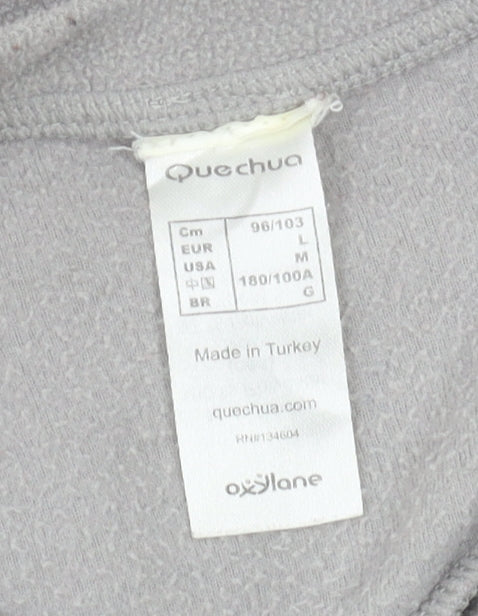 Quechua
Cm 96/103
EUR L
USA M
中国 180/100A
BR G
Made in Turkey
quechua.com
RN#134604
oxylane